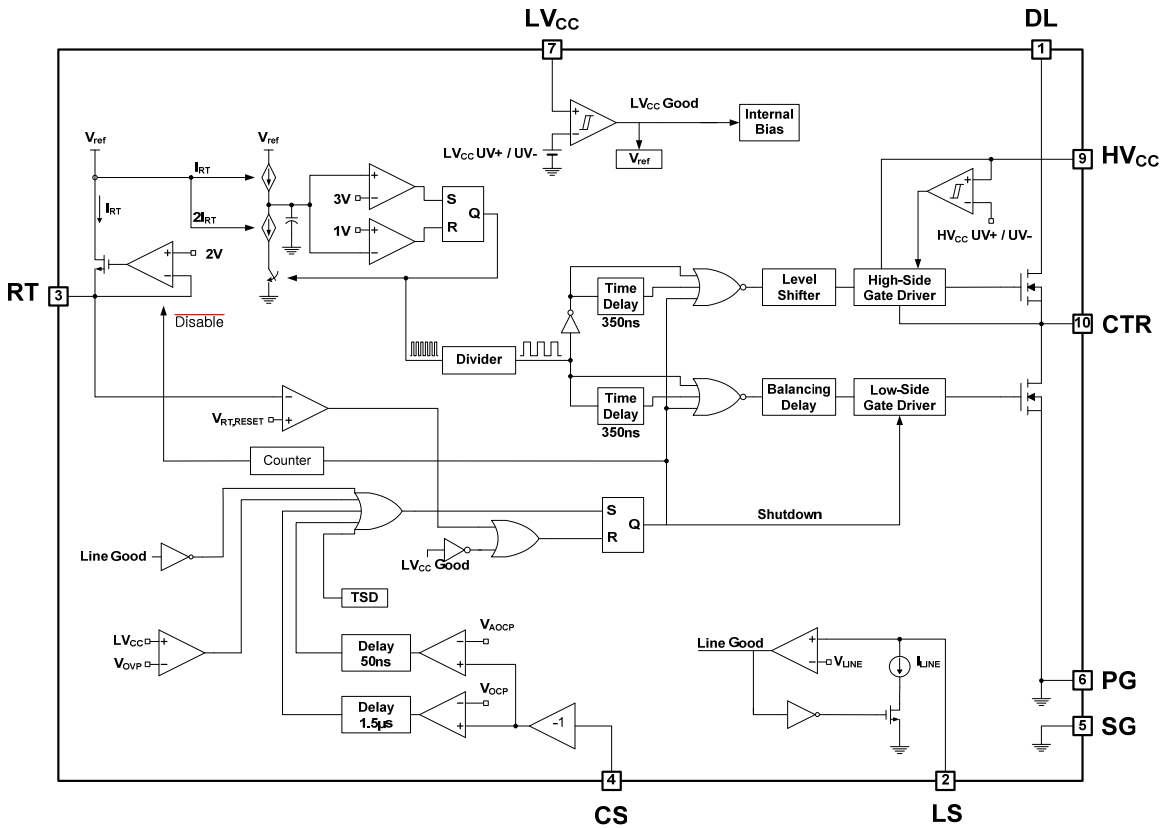 LVCC
DL
7
1
LVCC Good
Internal
Bias
Vref
Vref
LVCC UV+ / UV-
Vref
9
HVCC
IRT
IRT
3V
S
Q
R
2IRT
1V
HVCC UV+ / UV-
2V
RT
3
Time
Delay
350ns
Level
Shifter
High-Side
Gate Driver
Disable
10
CTR
Divider
Time
Delay
350ns
Balancing
Delay
Low-Side
Gate Driver
VRT,RESET
Counter
S
Q
R
Shutdown
Line Good
LVCC Good
TSD
LVCC
VOVP
Delay
50ns
VAOCP
Line Good
VLINE
ILINE
Delay
1.5µs
VOCP
-1
6
PG
5
SG
4
CS
2
LS